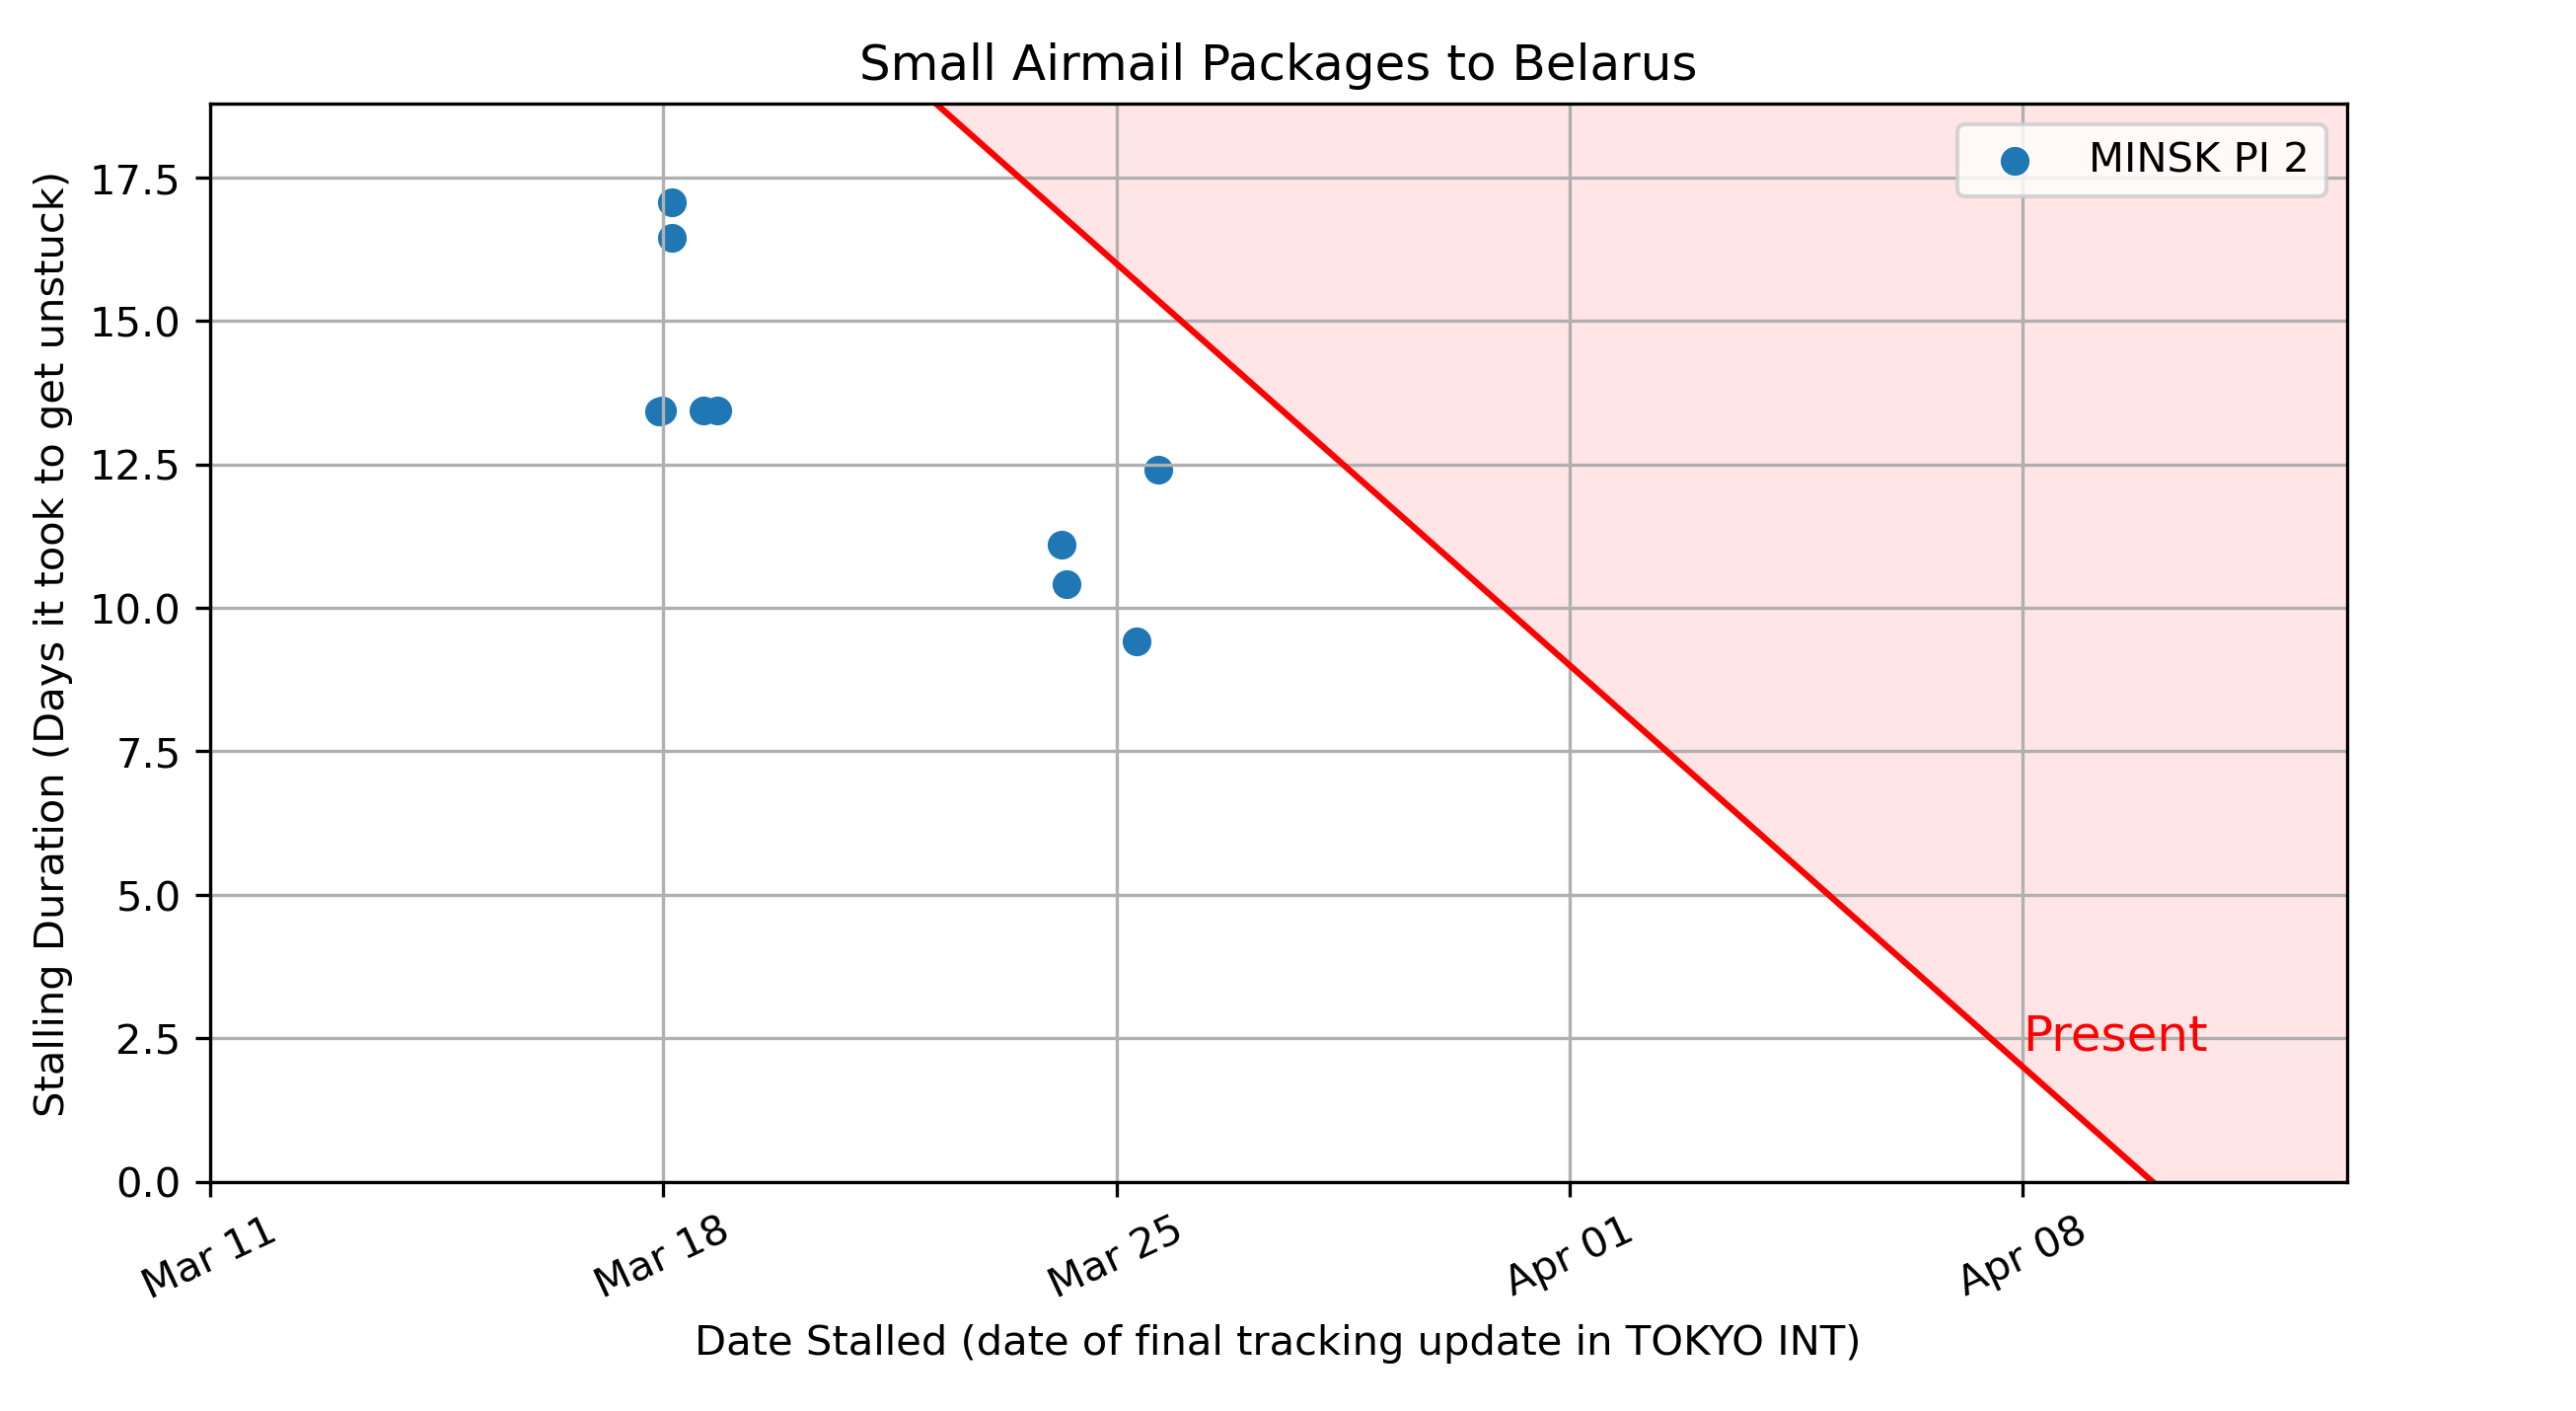 Small Airmail Packages to Belarus
MINSK PI 2
Stalling Duration (Days it took to get unstuck)
17.5
15.0
12.5
10.0
7.5
5.0
2.5
0.0
Present
Mar 11
Mar 18
Mar 25
Apr 01
Apr 08
Date Stalled (date of final tracking update in TOKYO INT)